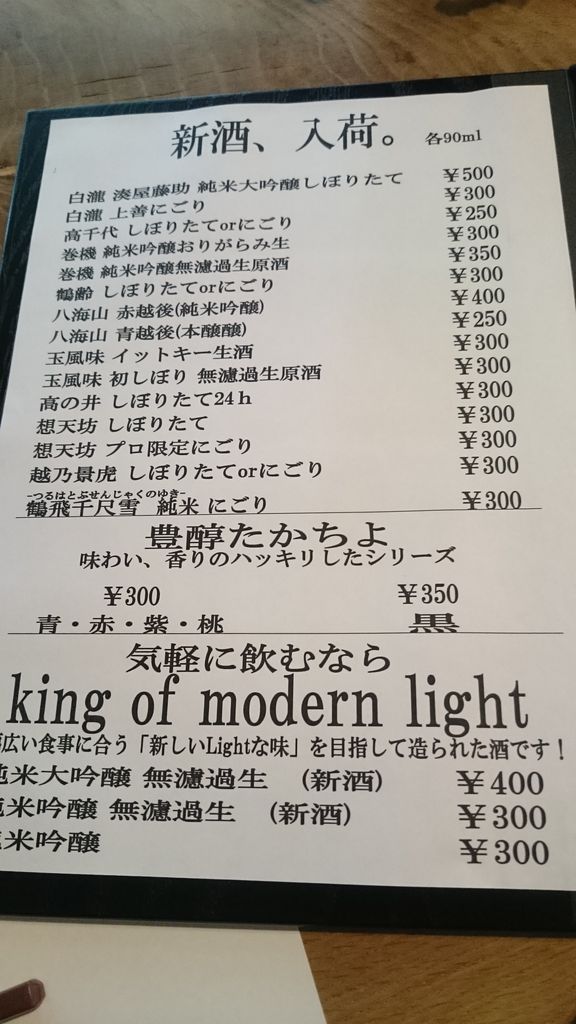 新酒、入荷。 各90ml
白瀧 湊屋藤助 純米大吟醸しぼりたて ¥500
白瀧 上善にごり ¥300
高千代 しぼりたてorにごり ¥250
巻機 純米吟醸おりがらみ生 ¥300
巻機 純米吟醸無濾過生原酒 ¥350
鶴齢 しぼりたてorにごり ¥300
八海山 赤越後(純米吟醸) ¥400
八海山 青越後(本醸醸) ¥250
玉風味 イットキー生酒 ¥300
玉風味 初しぼり 無濾過生原酒 ¥300
高の井 しぼりたて24h ¥300
想天坊 しぼりたて ¥300
想天坊 プロ限定にごり ¥300
越乃景虎 しぼりたてorにごり ¥300
-つるはとぶせんじゃくのゆき-
鶴飛千尺雪 純米 にごり ¥300
豊醇たかちよ
味わい、香りのハッキリしたシリーズ
¥300 ¥350
青・赤・紫・桃 黒
気軽に飲むなら
king of modern light
広い食事に合う「新しいLightな味」を目指して造られた酒です！
米大吟醸 無濾過生 (新酒) ¥400
米吟醸 無濾過生 (新酒) ¥300
米吟醸 ¥300